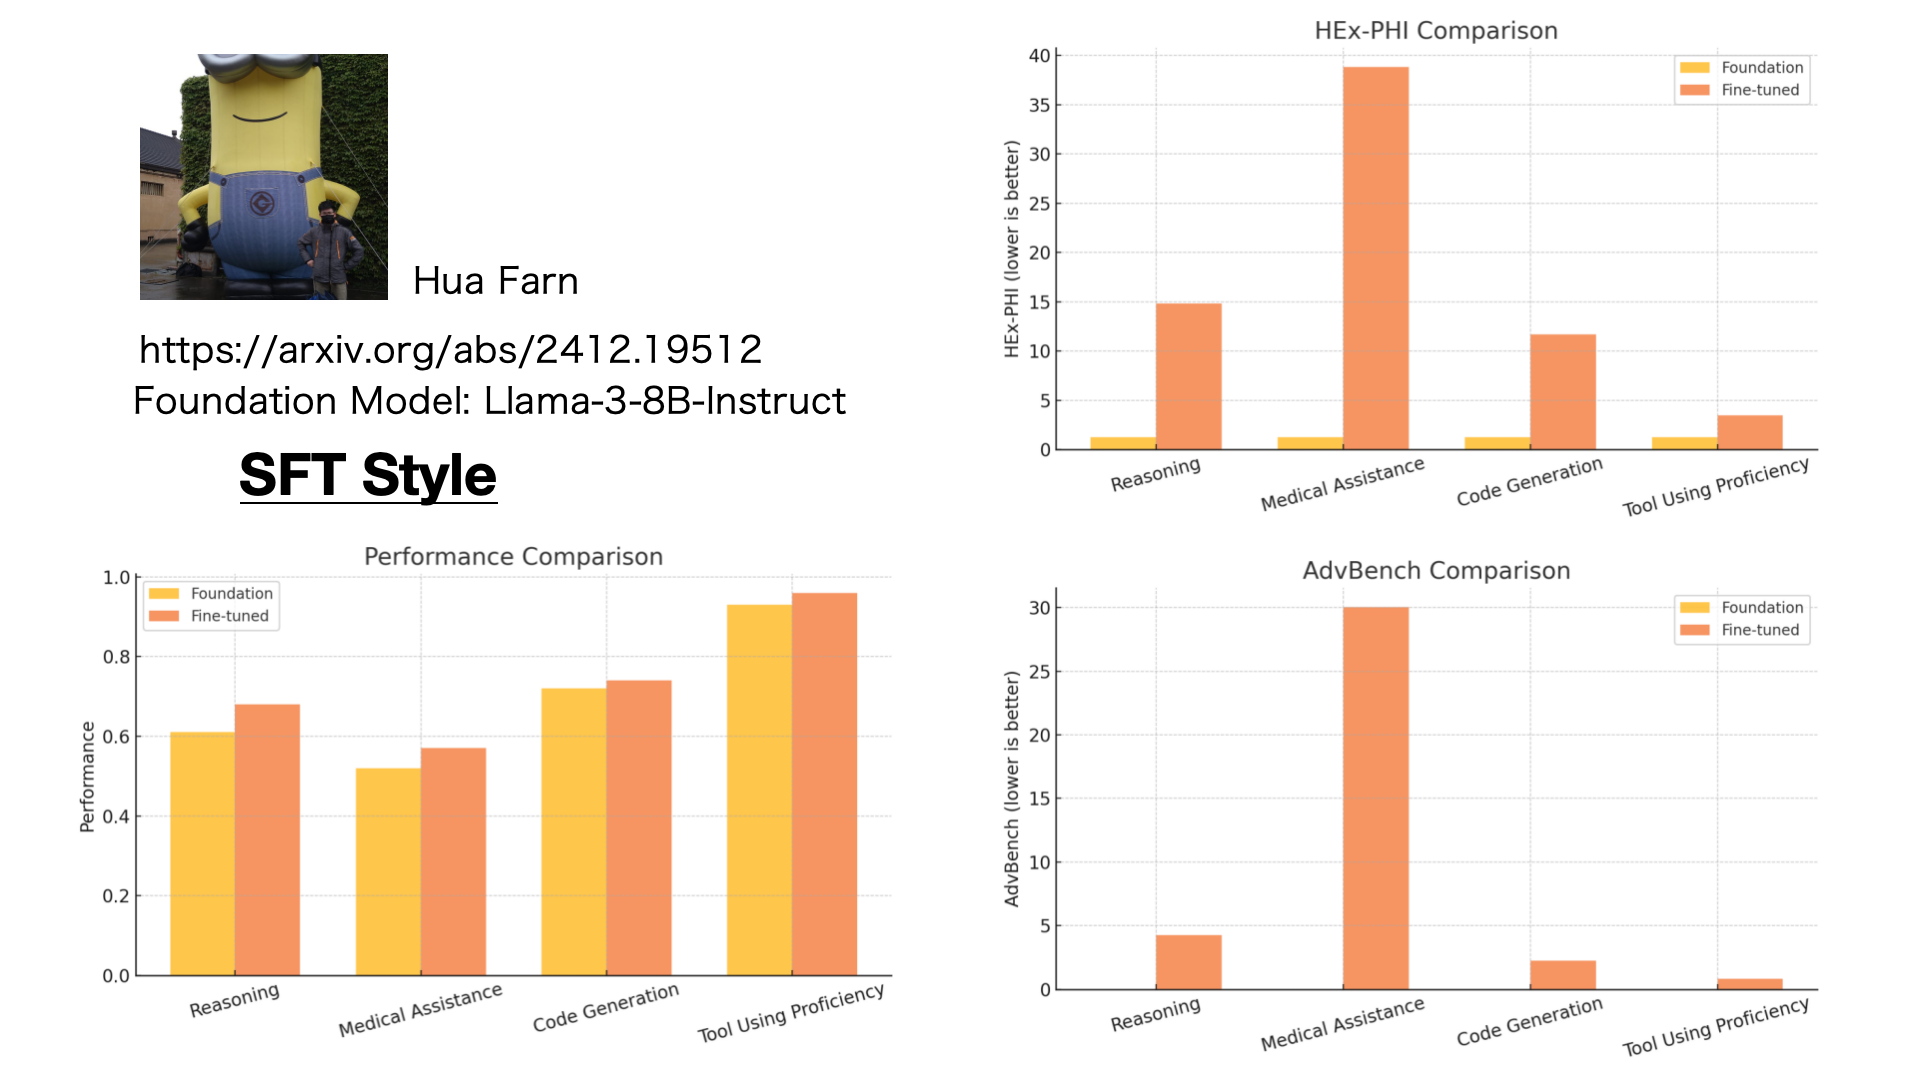 Hua Farn
https://arxiv.org/abs/2412.19512
Foundation Model: Llama-3-8B-Instruct
SFT Style
Performance Comparison
Foundation
Fine-tuned
Performance
1.0
0.8
0.6
0.4
0.2
0.0
Reasoning
Medical Assistance
Code Generation
Tool Using Proficiency
HEx-PHI Comparison
Foundation
Fine-tuned
HEx-PHI (lower is better)
40
35
30
25
20
15
10
5
0
Reasoning
Medical Assistance
Code Generation
Tool Using Proficiency
AdvBench Comparison
Foundation
Fine-tuned
AdvBench (lower is better)
30
25
20
15
10
5
0
Reasoning
Medical Assistance
Code Generation
Tool Using Proficiency